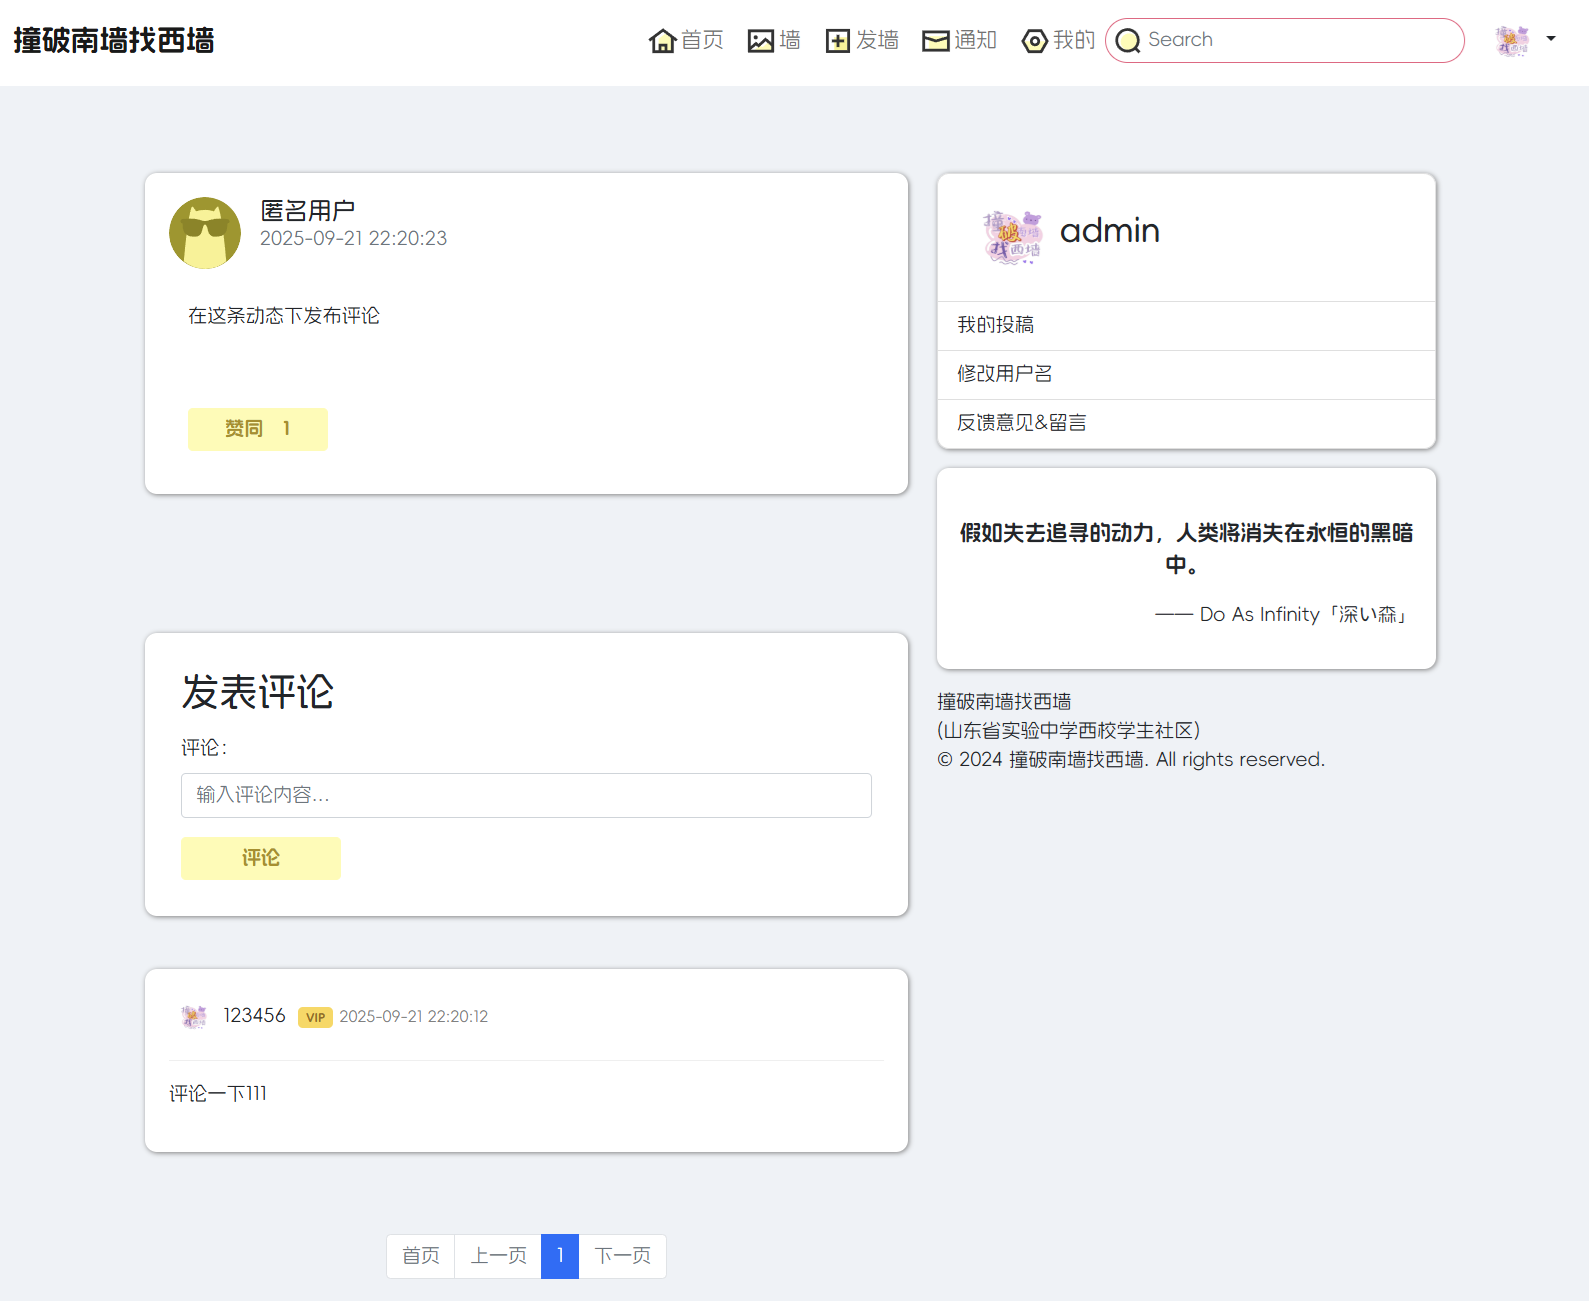 撞破南墙找西墙
首页 墙 发墙 通知 我的 Search
匿名用户
2025-09-21 22:20:23
在这条动态下发布评论
赞同 1
发表评论
评论：
输入评论内容...
评论
123456 VIP 2025-09-21 22:20:12
评论一下111
首页 上一页 1 下一页
撞破南墙找西墙
admin
我的投稿
修改用户名
反馈意见&留言
假如失去追寻的动力，人类将消失在永恒的黑暗
中。
—— Do As Infinity「深い森」
撞破南墙找西墙
(山东省实验中学西校学生社区)
© 2024 撞破南墙找西墙. All rights reserved.